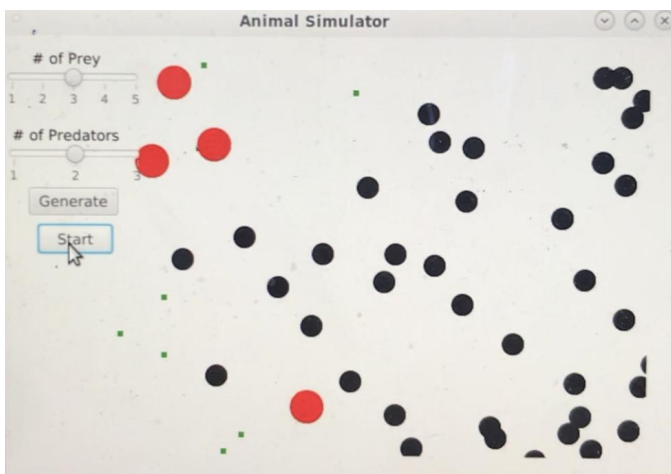 Animal Simulator
# of Prey
1 2 3 4 5
# of Predators
1 2 3
Generate
Start